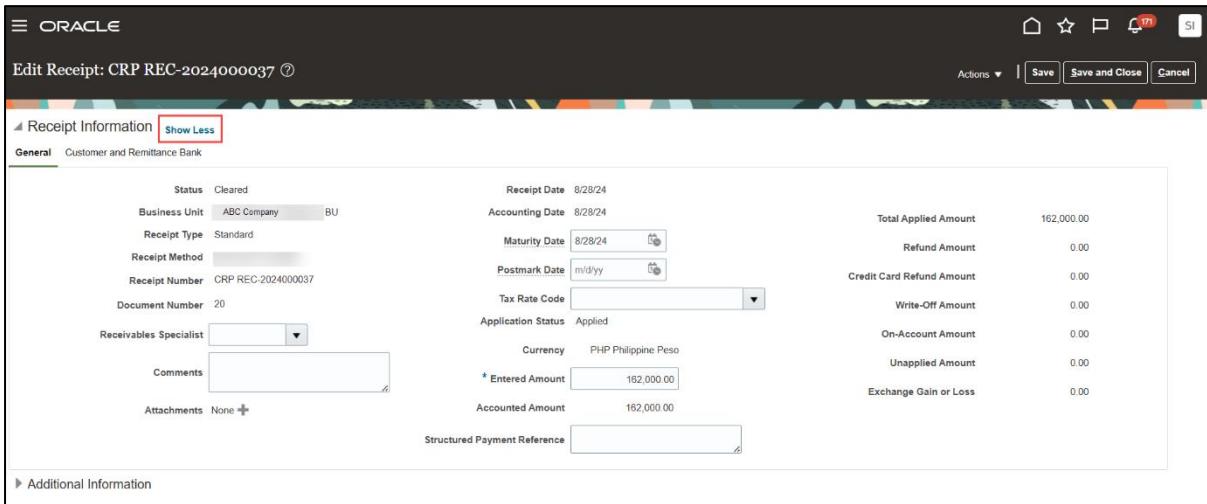 ORACLE
171
SI
Edit Receipt: CRP REC-2024000037
Actions
Save
Save and Close
Cancel
Receipt Information Show Less
General Customer and Remittance Bank
Status Cleared
Business Unit ABC Company BU
Receipt Type Standard
Receipt Method
Receipt Number CRP REC-2024000037
Document Number 20
Receivables Specialist
Comments
Attachments None
Receipt Date 8/28/24
Accounting Date 8/28/24
Maturity Date 8/28/24
Postmark Date m/d/yy
Tax Rate Code
Application Status Applied
Currency PHP Philippine Peso
* Entered Amount 162,000.00
Accounted Amount 162,000.00
Structured Payment Reference
Total Applied Amount 162,000.00
Refund Amount 0.00
Credit Card Refund Amount 0.00
Write-Off Amount 0.00
On-Account Amount 0.00
Unapplied Amount 0.00
Exchange Gain or Loss 0.00
Additional Information